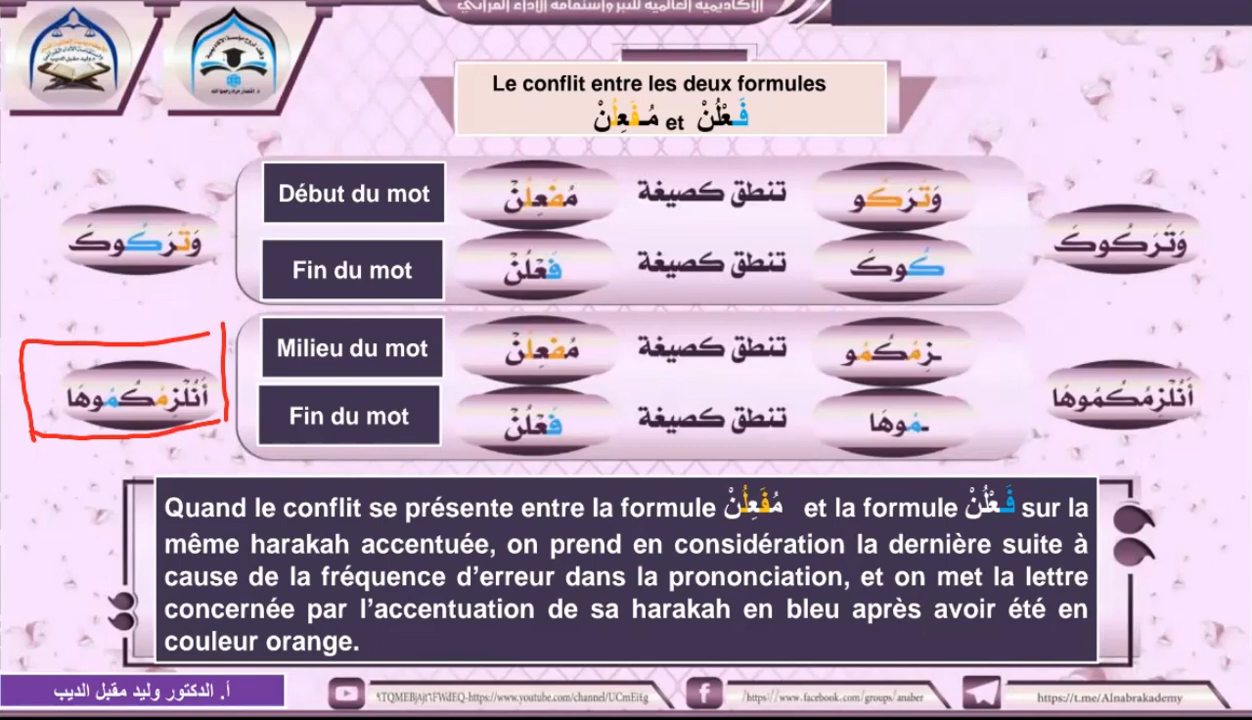 الأكاديمية العالمية للنبر واستقامة الأداء القرآني
Le conflit entre les deux formules
فَعْلُنْ et مُفَعِلُنْ
وَتَرَكُوكَ
وَتَرَكُو تنطق كصيغة مُفَعِلُنْ Début du mot
كُوكَ تنطق كصيغة فَعْلُنْ Fin du mot
وَتَرَكُوكَ
أَنُلْزِمُكُمُوهَا
ـزِمُكُمُو تنطق كصيغة مُفَعِلُنْ Milieu du mot
ـمُوهَا تنطق كصيغة فَعْلُنْ Fin du mot
أَنُلْزِمُكُمُوهَا
Quand le conflit se présente entre la formule مُفَعِلُنْ et la formule فَعْلُنْ sur la
même harakah accentuée, on prend en considération la dernière suite à
cause de la fréquence d’erreur dans la prononciation, et on met la lettre
concernée par l’accentuation de sa harakah en bleu après avoir été en
couleur orange.
أ. الدكتور وليد مقبل الديب
https://www.youtube.com/channel/UCmEifg
/https://www.facebook.com/groups/anaber
https://t.me/Alnabrakademy